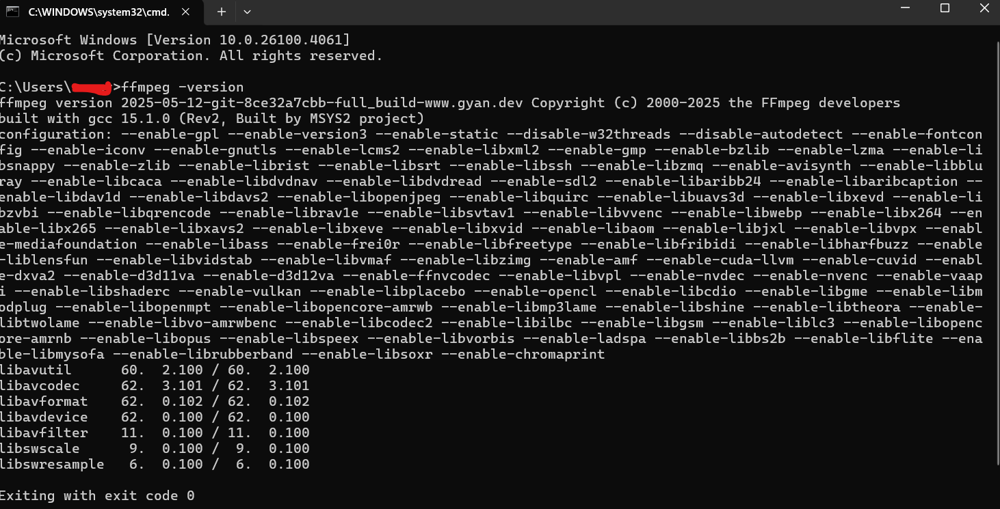 C:\WINDOWS\system32\cmd.
Microsoft Windows [Version 10.0.26100.4061]
(c) Microsoft Corporation. All rights reserved.
C:\Users\>ffmpeg -version
ffmpeg version 2025-05-12-git-8ce32a7cbb-full_build-www.gyan.dev Copyright (c) 2000-2025 the FFmpeg developers
built with gcc 15.1.0 (Rev2, Built by MSYS2 project)
configuration: --enable-gpl --enable-version3 --enable-static --disable-w32threads --disable-autodetect --enable-fontcon
fig --enable-iconv --enable-gnutls --enable-lcms2 --enable-libxml2 --enable-gmp --enable-bzlib --enable-lzma --enable-li
bsnappy --enable-zlib --enable-librist --enable-libsrt --enable-libssh --enable-libzmq --enable-avisynth --enable-libblu
ray --enable-libcaca --enable-libdvdnav --enable-libdvdread --enable-sdl2 --enable-libaribb24 --enable-libaribcaption --
enable-libdav1d --enable-libdavs2 --enable-libopenjpeg --enable-libquirc --enable-libuavs3d --enable-libxevd --enable-li
bzvbi --enable-libqrencode --enable-librav1e --enable-libsvtav1 --enable-libvvenc --enable-libwebp --enable-libx264 --en
able-libx265 --enable-libxavs2 --enable-libxeve --enable-libxvid --enable-libaom --enable-libjxl --enable-libvpx --enabl
e-mediafoundation --enable-libass --enable-frei0r --enable-libfreetype --enable-libfribidi --enable-libharfbuzz --enable
-liblensfun --enable-libvidstab --enable-libvmaf --enable-libzimg --enable-amf --enable-cuda-llvm --enable-cuvid --enabl
e-dxva2 --enable-d3d11va --enable-d3d12va --enable-ffnvcodec --enable-libvpl --enable-nvdec --enable-nvenc --enable-vaap
i --enable-libshaderc --enable-vulkan --enable-libplacebo --enable-opencl --enable-libcdio --enable-libgme --enable-libm
odplug --enable-libopenmpt --enable-libopencore-amrwb --enable-libmp3lame --enable-libshine --enable-libtheora --enable-
libtwolame --enable-libvo-amrwbenc --enable-libcodec2 --enable-libilbc --enable-libgsm --enable-liblc3 --enable-libopenc
ore-amrnb --enable-libopus --enable-libspeex --enable-libvorbis --enable-ladspa --enable-libbs2b --enable-libflite --ena
ble-libmysofa --enable-librubberband --enable-libsoxr --enable-chromaprint
libavutil      60.  2.100 / 60.  2.100
libavcodec     62.  3.101 / 62.  3.101
libavformat    62.  0.102 / 62.  0.102
libavdevice    62.  0.100 / 62.  0.100
libavfilter    11.  0.100 / 11.  0.100
libswscale      9.  0.100 /  9.  0.100
libswresample   6.  0.100 /  6.  0.100
Exiting with exit code 0